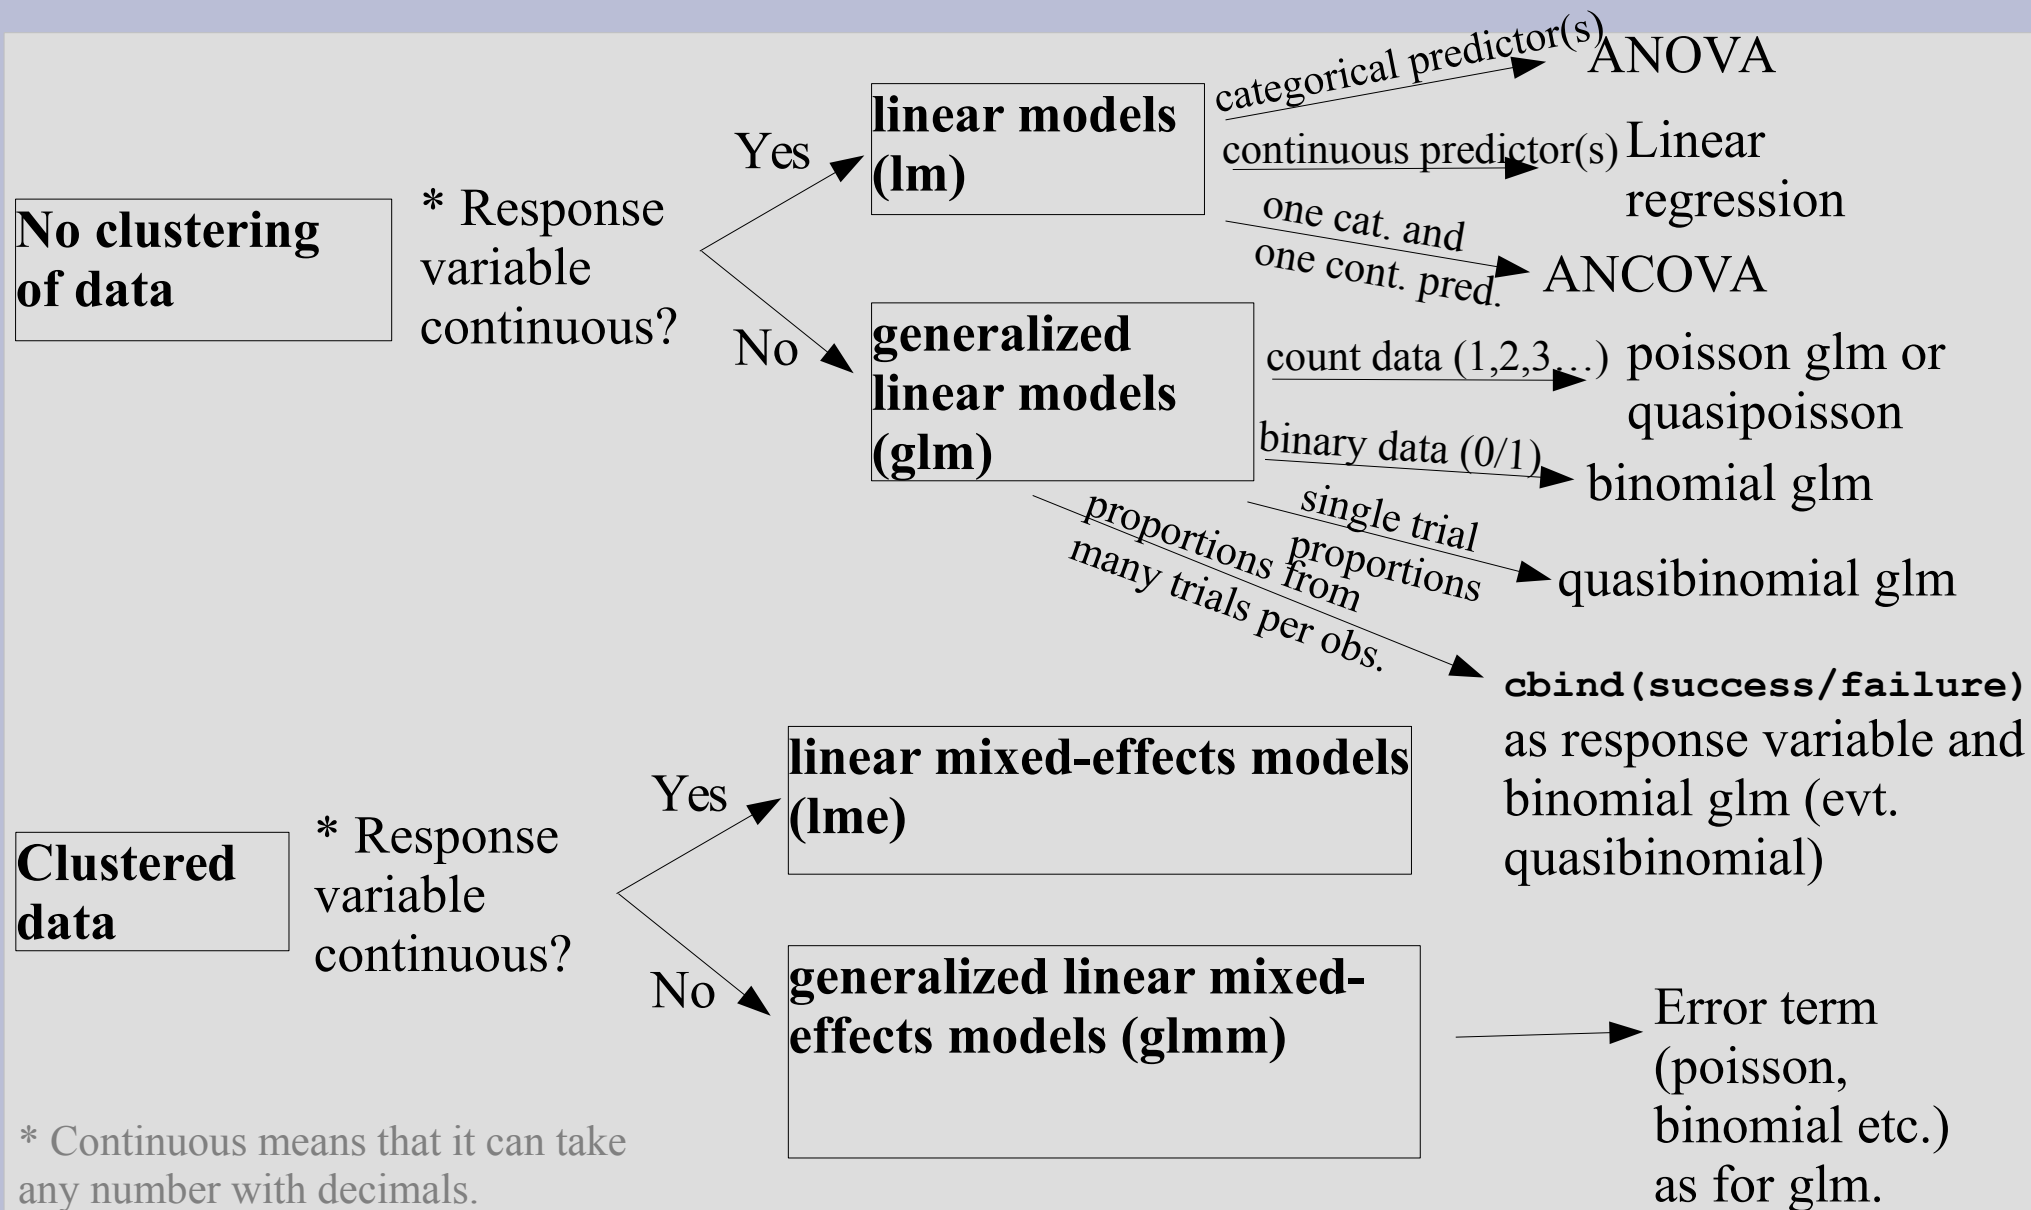 categorical predictor(s)
ANOVA
linear models
(lm)
Yes
continuous predictor(s)
Linear
regression
* Response
variable
continuous?
No clustering
of data
one cat. and
one cont. pred.
ANCOVA
No
generalized
linear models
(glm)
count data (1,2,3...)
poisson glm or
quasipoisson
binary data (0/1)
binomial glm
single trial
proportions
quasibinomial glm
proportions from
many trials per obs.
cbind(success/failure)
as response variable and
binomial glm (evt.
quasibinomial)
Clustered
data
* Response
variable
continuous?
Yes
linear mixed-effects models
(lme)
No
generalized linear mixed-
effects models (glmm)
Error term
(poisson,
binomial etc.)
as for glm.
* Continuous means that it can take
any number with decimals.